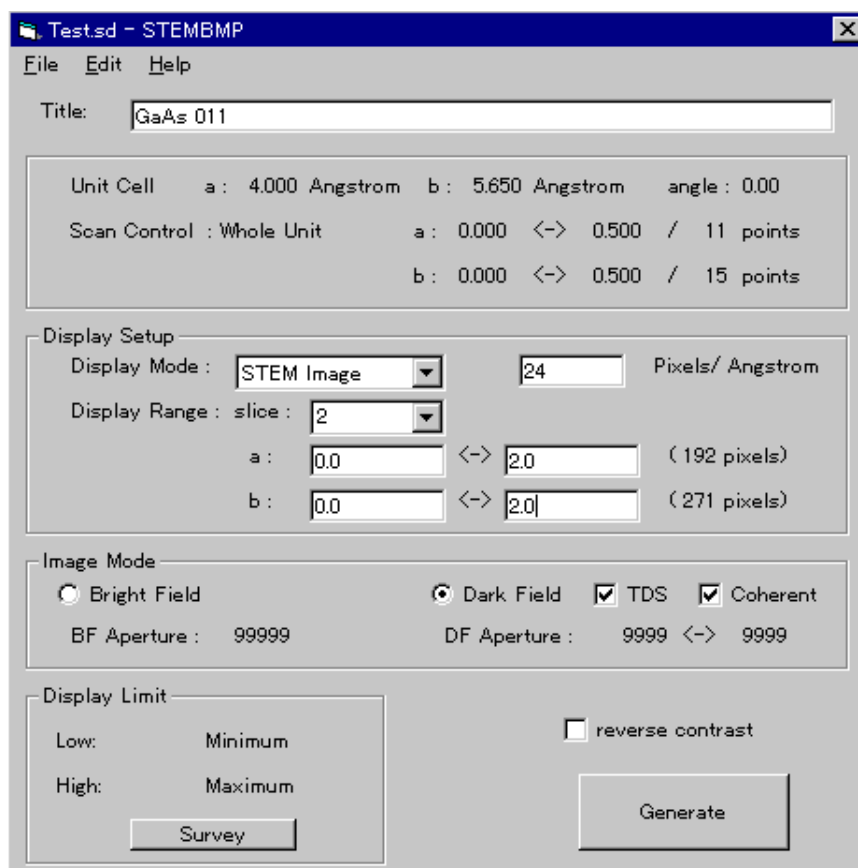 Test.sd - STEMBMP
File Edit Help
Title: GaAs 011
Unit Cell a : 4.000 Angstrom b : 5.650 Angstrom angle : 0.00
Scan Control : Whole Unit a : 0.000 <-> 0.500 / 11 points
b : 0.000 <-> 0.500 / 15 points
Display Setup
Display Mode : STEM Image 24 Pixels/ Angstrom
Display Range : slice : 2
a : 0.0 <-> 2.0 ( 192 pixels)
b : 0.0 <-> 2.0 ( 271 pixels)
Image Mode
Bright Field Dark Field TDS Coherent
BF Aperture : 99999 DF Aperture : 9999 <-> 9999
Display Limit
Low: Minimum reverse contrast
High: Maximum
Survey Generate